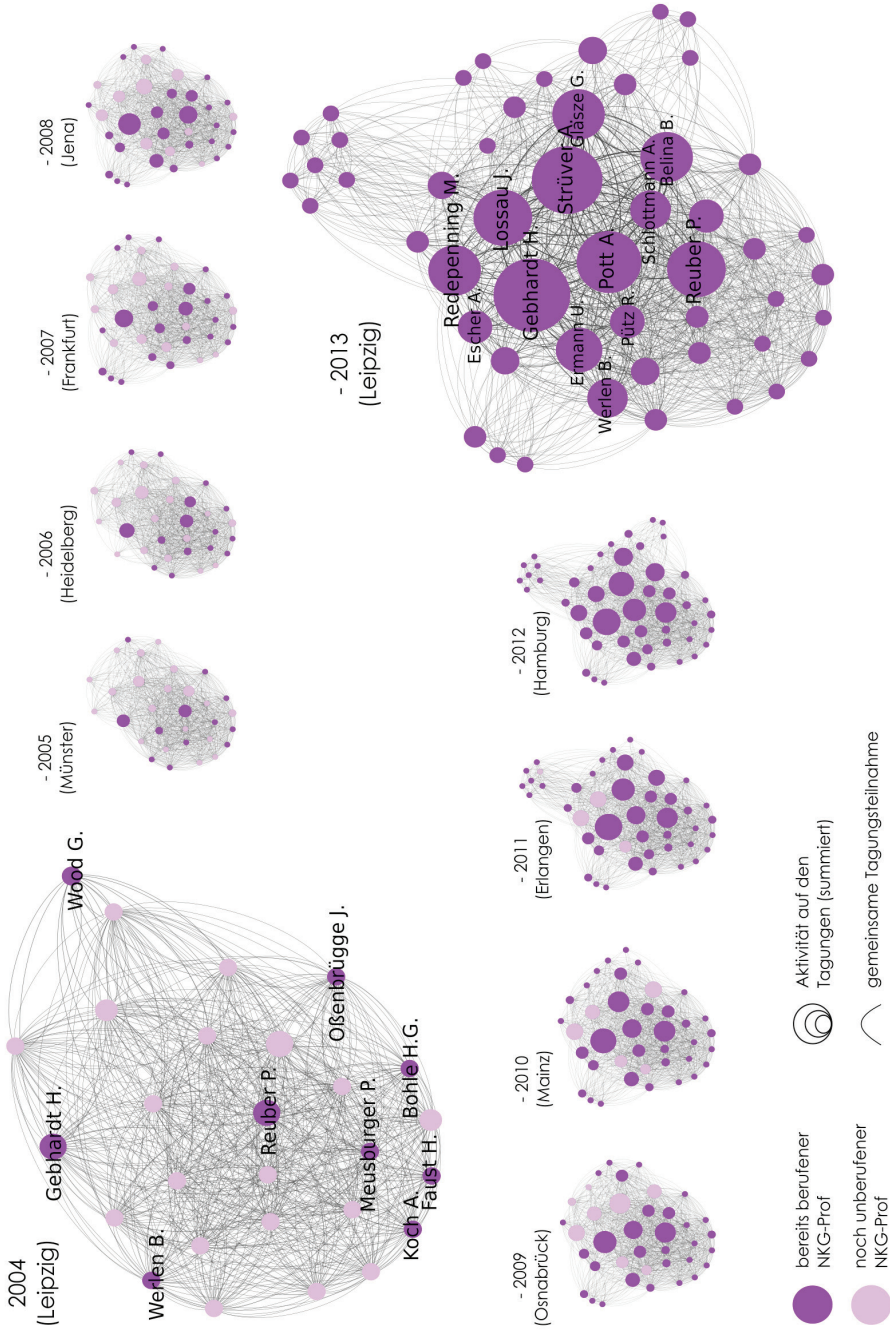 2004
(Leipzig)
Gebhardt H.
Wood G.
Werlen B.
Reuber P.
Oßenbrügge J.
Meusburger P.
Koch A.
Faust H.
Bohle H.G.
- 2005
(Münster)
- 2006
(Heidelberg)
- 2007
(Frankfurt)
- 2008
(Jena)
- 2009
(Osnabrück)
- 2010
(Mainz)
- 2011
(Erlangen)
- 2012
(Hamburg)
- 2013
(Leipzig)
Redepenning M.
Escher A.
Lossau J.
Gebhardt H.
Strüver A.
Glasze G.
Ermann U.
Pott A.
Werlen B.
Pütz R.
Schlottmann A.
Belina B.
Reuber P.
bereits berufener
NKG-Prof
noch unberufener
NKG-Prof
Aktivität auf den
Tagungen (summiert)
gemeinsame Tagungsteilnahme